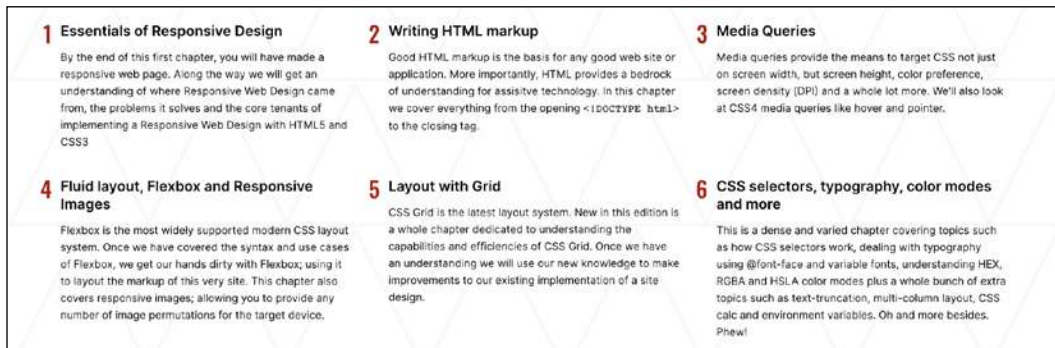 1 Essentials of Responsive Design
By the end of this first chapter, you will have made a
responsive web page. Along the way we will get an
understanding of where Responsive Web Design came
from, the problems it solves and the core tenants of
implementing a Responsive Web Design with HTML5 and
CSS3
2 Writing HTML markup
Good HTML markup is the basis for any good web site or
application. More importantly, HTML provides a bedrock
of understanding for assisitve technology. In this chapter
we cover everything from the opening <!DOCTYPE html>
to the closing tag.
3 Media Queries
Media queries provide the means to target CSS not just
on screen width, but screen height, color preference,
screen density (DPI) and a whole lot more. We'll also look
at CSS4 media queries like hover and pointer.
4 Fluid layout, Flexbox and Responsive
Images
Flexbox is the most widely supported modern CSS layout
system. Once we have covered the syntax and use cases
of Flexbox, we get our hands dirty with Flexbox; using it
to layout the markup of this very site. This chapter also
covers responsive images; allowing you to provide any
number of image permutations for the target device.
5 Layout with Grid
CSS Grid is the latest layout system. New in this edition is
a whole chapter dedicated to understanding the
capabilities and efficiencies of CSS Grid. Once we have
an understanding we will use our new knowledge to make
improvements to our existing implementation of a site
design.
6 CSS selectors, typography, color modes
and more
This is a dense and varied chapter covering topics such
as how CSS selectors work, dealing with typography
using @font-face and variable fonts, understanding HEX,
RGBA and HSLA color modes plus a whole bunch of extra
topics such as text-truncation, multi-column layout, CSS
calc and environment variables. Oh and more besides.
Phew!